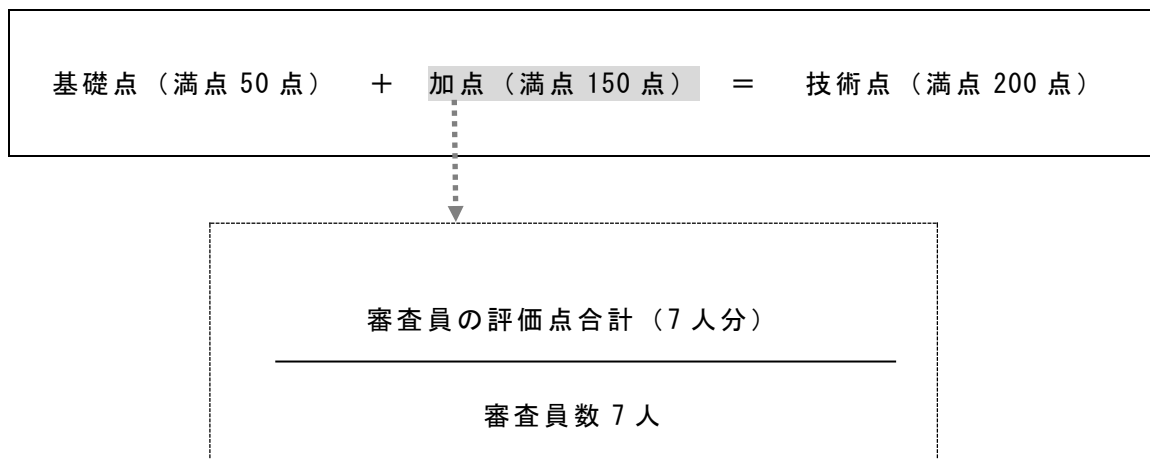 基礎点（満点 50 点） ＋ 加点（満点 150 点） ＝ 技術点（満点 200 点）
審査員の評価点合計（7 人分）
審査員数 7 人